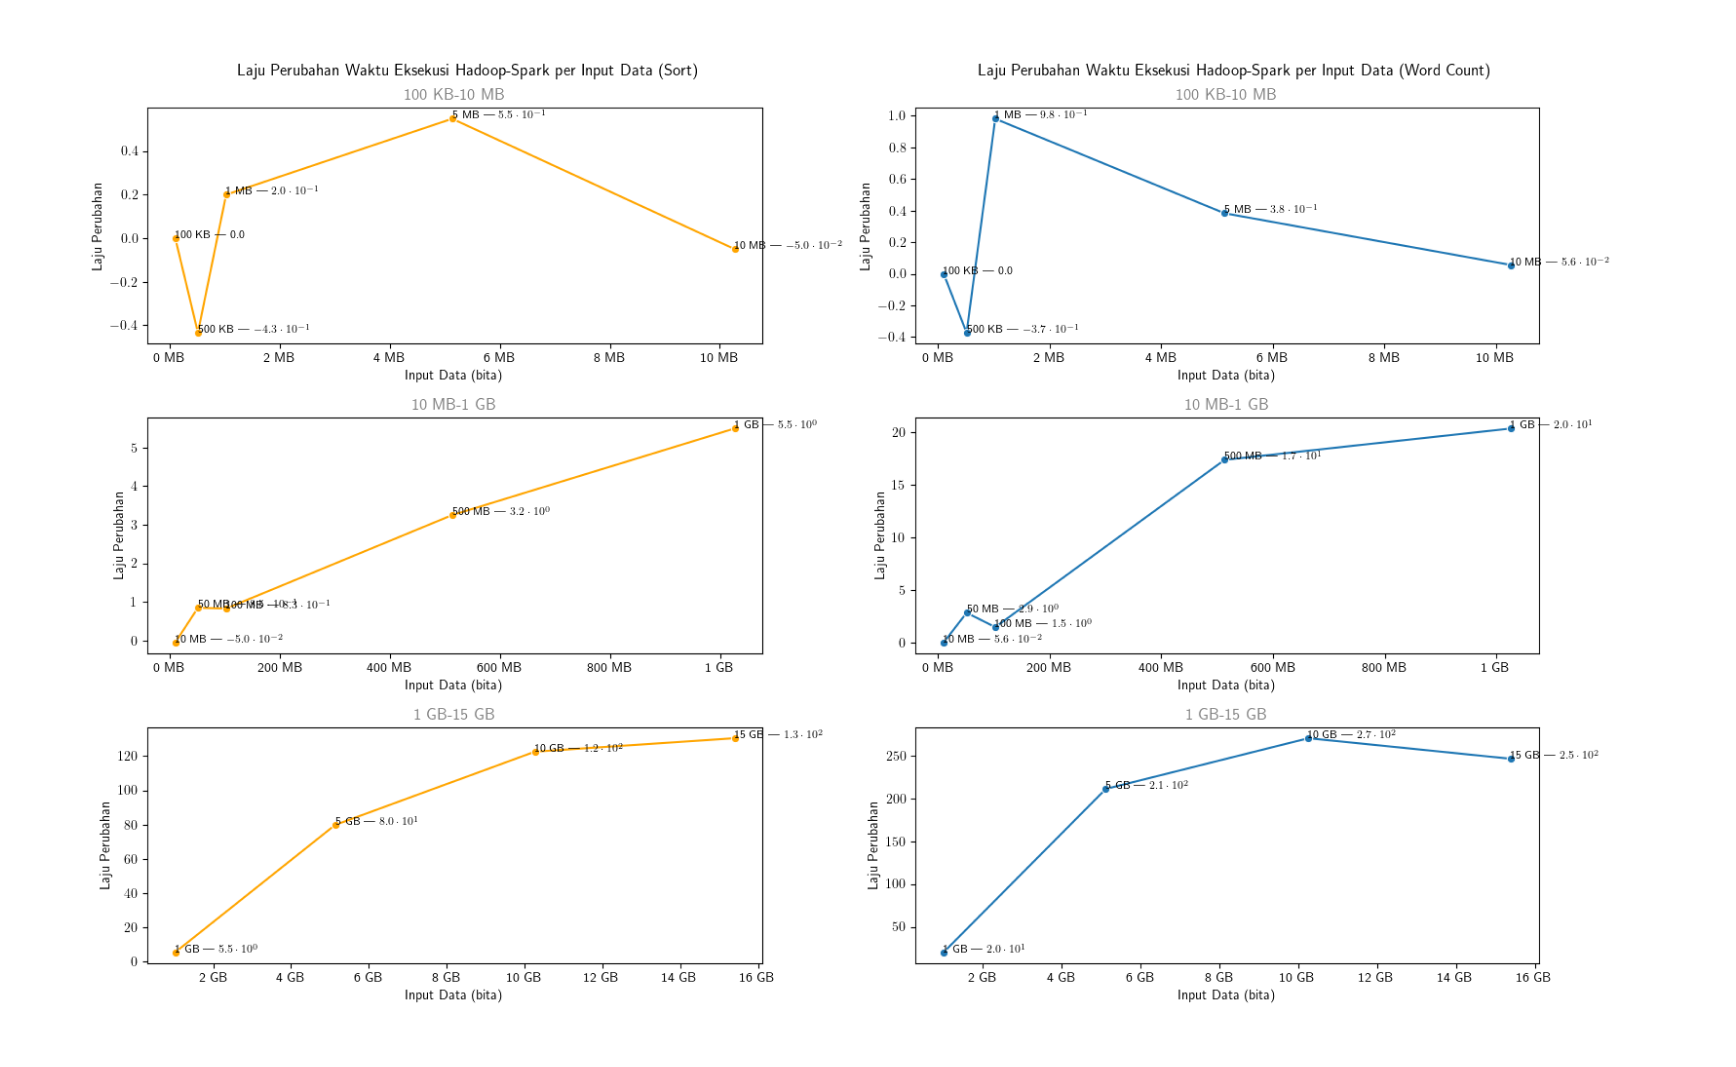 Laju Perubahan Waktu Eksekusi Hadoop-Spark per Input Data (Sort)
100 KB-10 MB
Laju Perubahan
0.4
0.2
0.0
−0.2
−0.4
100 KB — 0.0
500 KB — −4.3 · 10⁻¹
1 MB — 2.0 · 10⁻¹
5 MB — 5.5 · 10⁻¹
10 MB — −5.0 · 10⁻²
0 MB 2 MB 4 MB 6 MB 8 MB 10 MB
Input Data (bita)
10 MB-1 GB
Laju Perubahan
5
4
3
2
1
0
10 MB — −5.0 · 10⁻²
50 MB
100 MB — 8.3 · 10⁻¹
500 MB — 3.2 · 10⁰
1 GB — 5.5 · 10⁰
0 MB 200 MB 400 MB 600 MB 800 MB 1 GB
Input Data (bita)
1 GB-15 GB
Laju Perubahan
120
100
80
60
40
20
0
1 GB — 5.5 · 10⁰
5 GB — 8.0 · 10¹
10 GB — 1.2 · 10²
15 GB — 1.3 · 10²
2 GB 4 GB 6 GB 8 GB 10 GB 12 GB 14 GB 16 GB
Input Data (bita)
Laju Perubahan Waktu Eksekusi Hadoop-Spark per Input Data (Word Count)
100 KB-10 MB
Laju Perubahan
1.0
0.8
0.6
0.4
0.2
0.0
−0.2
−0.4
100 KB — 0.0
500 KB — −3.7 · 10⁻¹
1 MB — 9.8 · 10⁻¹
5 MB — 3.8 · 10⁻¹
10 MB — 5.6 · 10⁻²
0 MB 2 MB 4 MB 6 MB 8 MB 10 MB
Input Data (bita)
10 MB-1 GB
Laju Perubahan
20
15
10
5
0
10 MB — 5.6 · 10⁻²
50 MB — 2.9 · 10⁰
100 MB — 1.5 · 10⁰
500 MB — 1.7 · 10¹
1 GB — 2.0 · 10¹
0 MB 200 MB 400 MB 600 MB 800 MB 1 GB
Input Data (bita)
1 GB-15 GB
Laju Perubahan
250
200
150
100
50
1 GB — 2.0 · 10¹
5 GB — 2.1 · 10²
10 GB — 2.7 · 10²
15 GB — 2.5 · 10²
2 GB 4 GB 6 GB 8 GB 10 GB 12 GB 14 GB 16 GB
Input Data (bita)